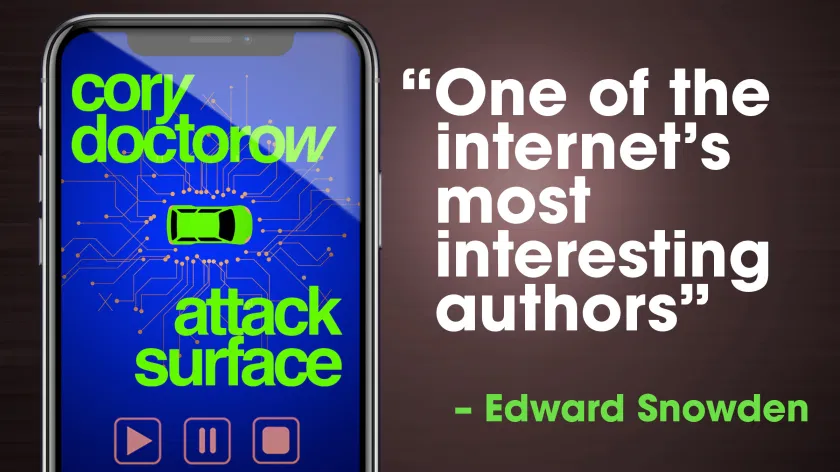 cory
doctorow
attack
surface
“One of the
internet’s
most
interesting
authors”
– Edward Snowden